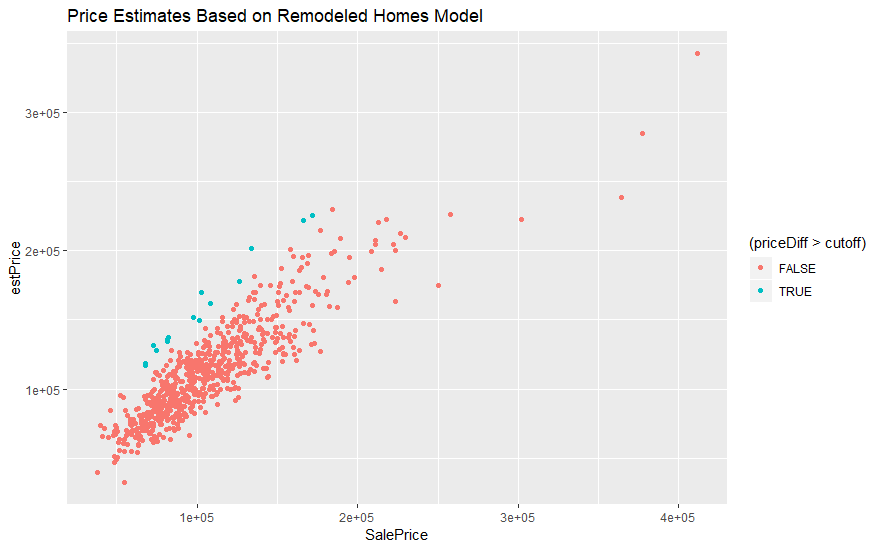 Price Estimates Based on Remodeled Homes Model
3e+05
2e+05
1e+05
estPrice
1e+05 2e+05 3e+05 4e+05
SalePrice
(priceDiff > cutoff)
FALSE
TRUE